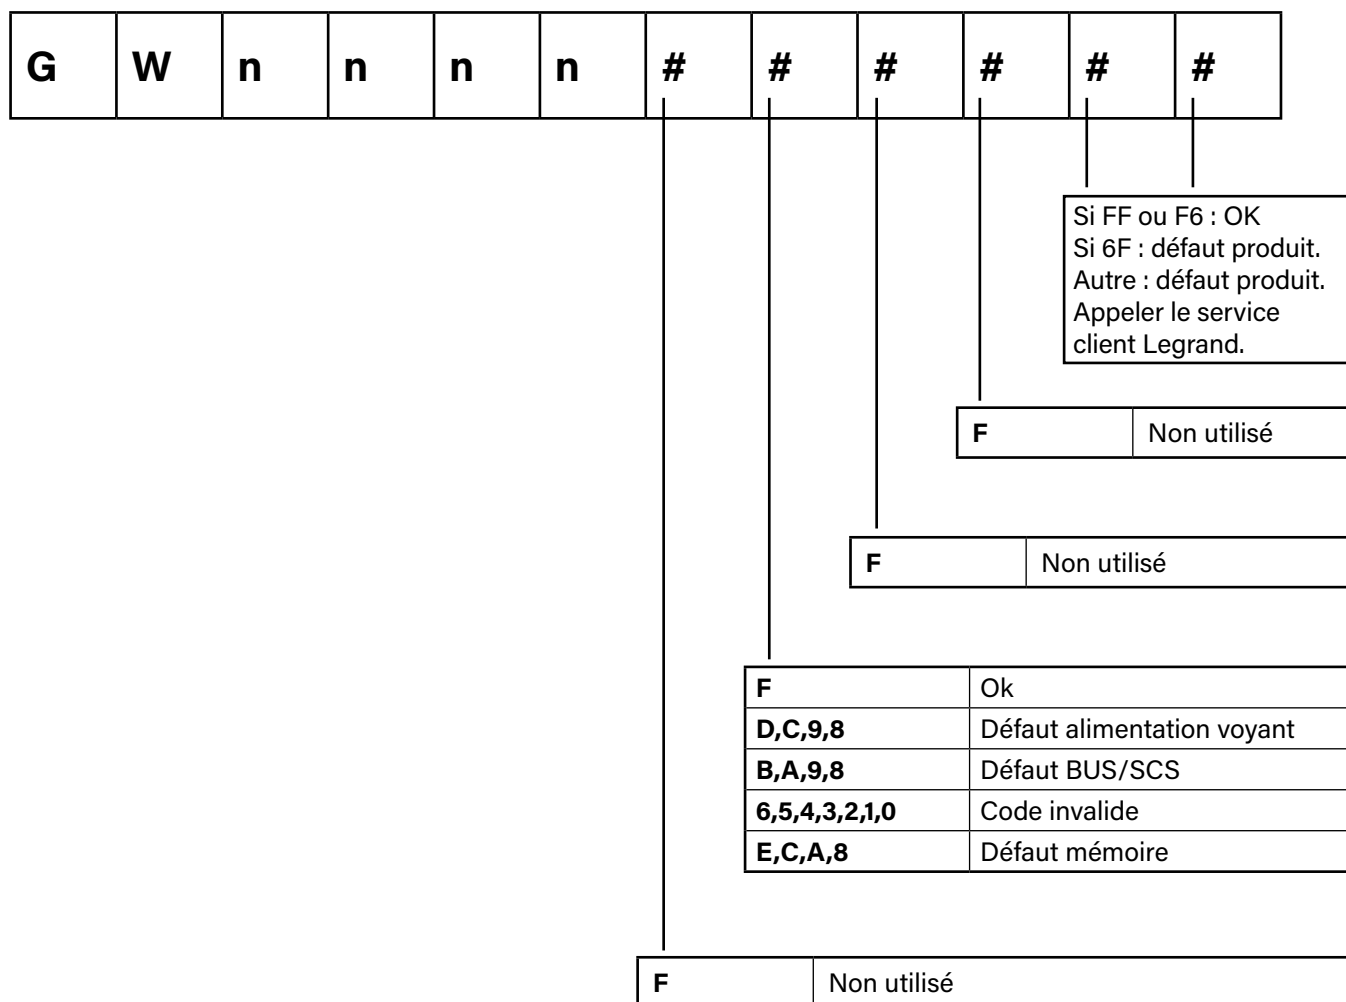 G W n n n n # # # # # #
Si FF ou F6 : OK
Si 6F : défaut produit.
Autre : défaut produit.
Appeler le service
client Legrand.
F Non utilisé
F Non utilisé
F Ok
D,C,9,8 Défaut alimentation voyant
B,A,9,8 Défaut BUS/SCS
6,5,4,3,2,1,0 Code invalide
E,C,A,8 Défaut mémoire
F Non utilisé